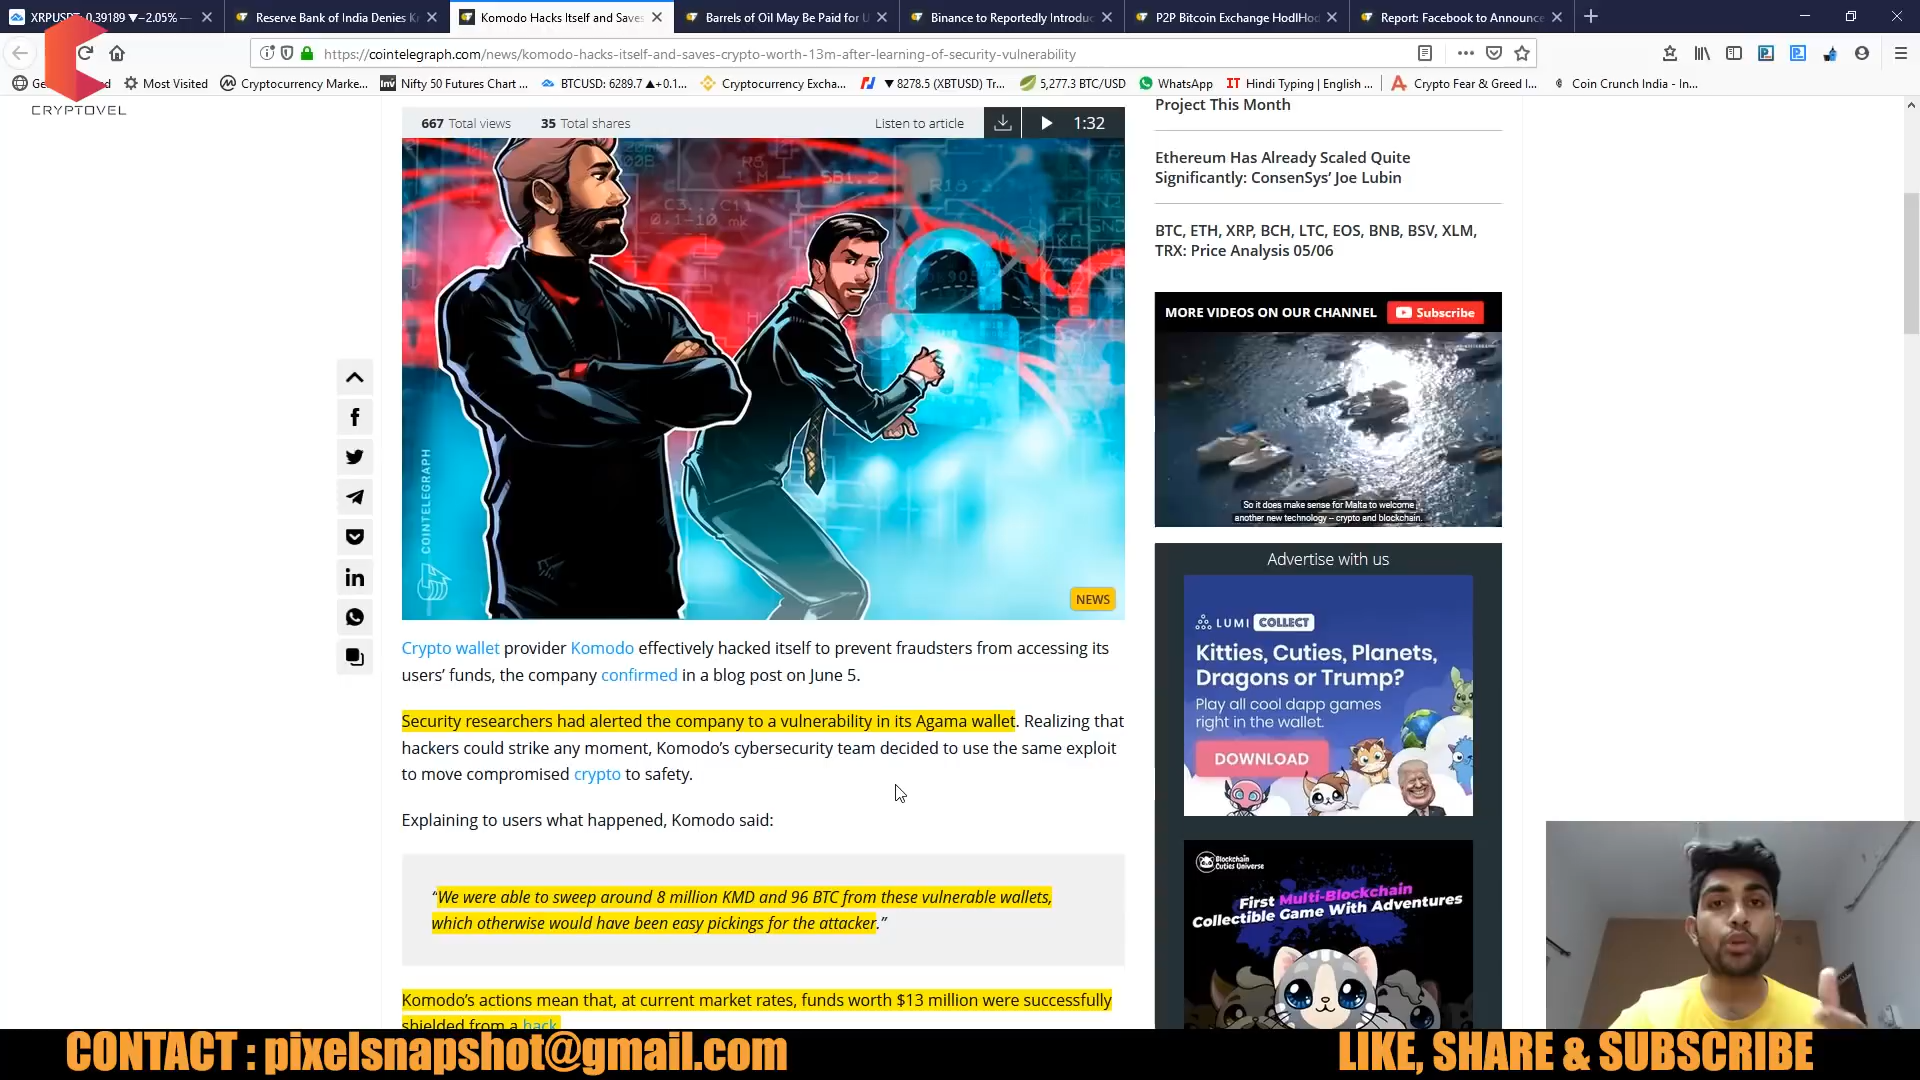 XRPUSDT: 0.39189 ▼−2.05% —
Reserve Bank of India Denies Kn
Komodo Hacks Itself and Saves
Barrels of Oil May Be Paid for U
Binance to Reportedly Introduc
P2P Bitcoin Exchange HodlHod
Report: Facebook to Announce
https://cointelegraph.com/news/komodo-hacks-itself-and-saves-crypto-worth-13m-after-learning-of-security-vulnerability
Most Visited
Cryptocurrency Marke...
Nifty 50 Futures Chart ...
BTCUSD: 6289.7 ▲+0.1...
Cryptocurrency Excha...
▼8278.5 (XBTUSD) Tr...
5,277.3 BTC/USD
WhatsApp
Hindi Typing | English ...
Crypto Fear & Greed I...
Coin Crunch India - In...
CRYPTOVEL
667 Total views
35 Total shares
Listen to article
1:32
COINTELEGRAPH
NEWS
Crypto wallet provider Komodo effectively hacked itself to prevent fraudsters from accessing its
users’ funds, the company confirmed in a blog post on June 5.
Security researchers had alerted the company to a vulnerability in its Agama wallet. Realizing that
hackers could strike any moment, Komodo’s cybersecurity team decided to use the same exploit
to move compromised crypto to safety.
Explaining to users what happened, Komodo said:
“We were able to sweep around 8 million KMD and 96 BTC from these vulnerable wallets,
which otherwise would have been easy pickings for the attacker.”
Komodo’s actions mean that, at current market rates, funds worth $13 million were successfully
shielded from a hack.
Project This Month
Ethereum Has Already Scaled Quite
Significantly: ConsenSys’ Joe Lubin
BTC, ETH, XRP, BCH, LTC, EOS, BNB, BSV, XLM,
TRX: Price Analysis 05/06
MORE VIDEOS ON OUR CHANNEL
Subscribe
So it does make sense for Malta to welcome
another new technology – crypto and blockchain.
Advertise with us
LUMI COLLECT
Kitties, Cuties, Planets,
Dragons or Trump?
Play all cool dapp games
right in the wallet.
DOWNLOAD
Blockchain
Cuties Universe
First Multi-Blockchain
Collectible Game With Adventures
CONTACT : pixelsnapshot@gmail.com
LIKE, SHARE & SUBSCRIBE